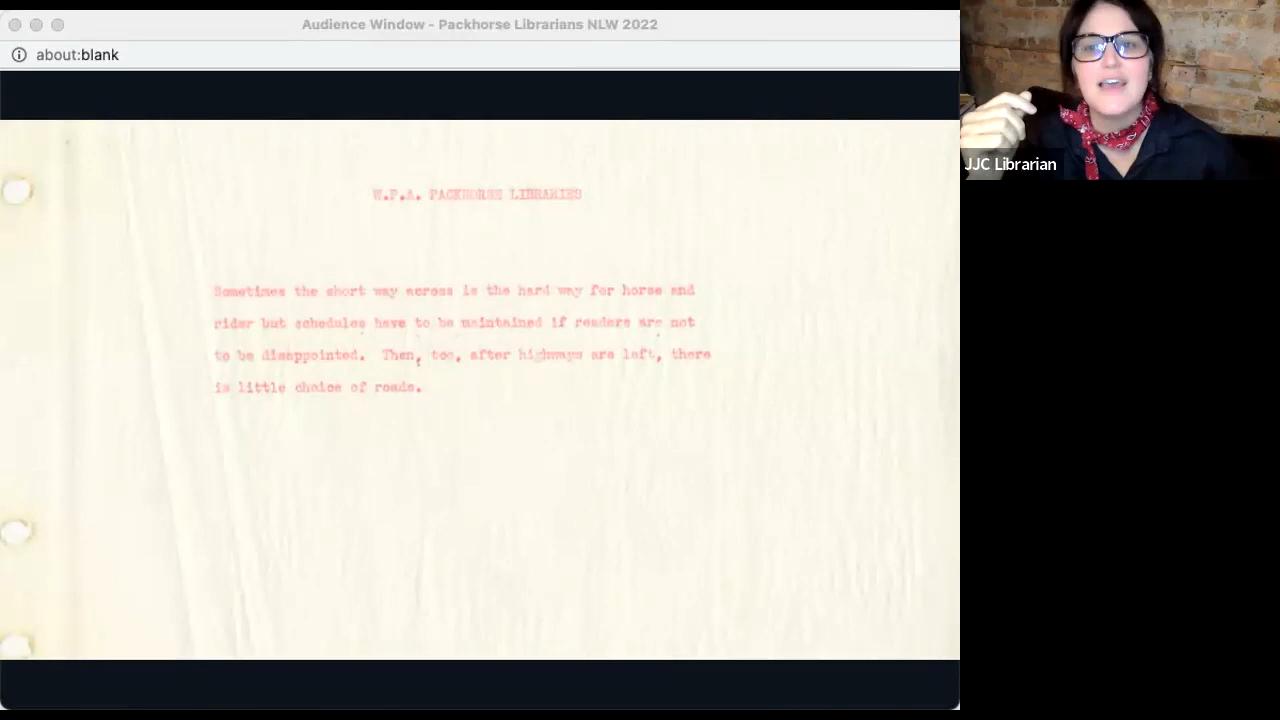 Audience Window - Packhorse Librarians NLW 2022
about:blank
JJC Librarian
W.P.A. PACKHORSE LIBRARIES
Sometimes the short way across is the hard way for horse and
rider but schedules have to be maintained if readers are not
to be disappointed. Then, too, after highways are left, there
is little choice of roads.